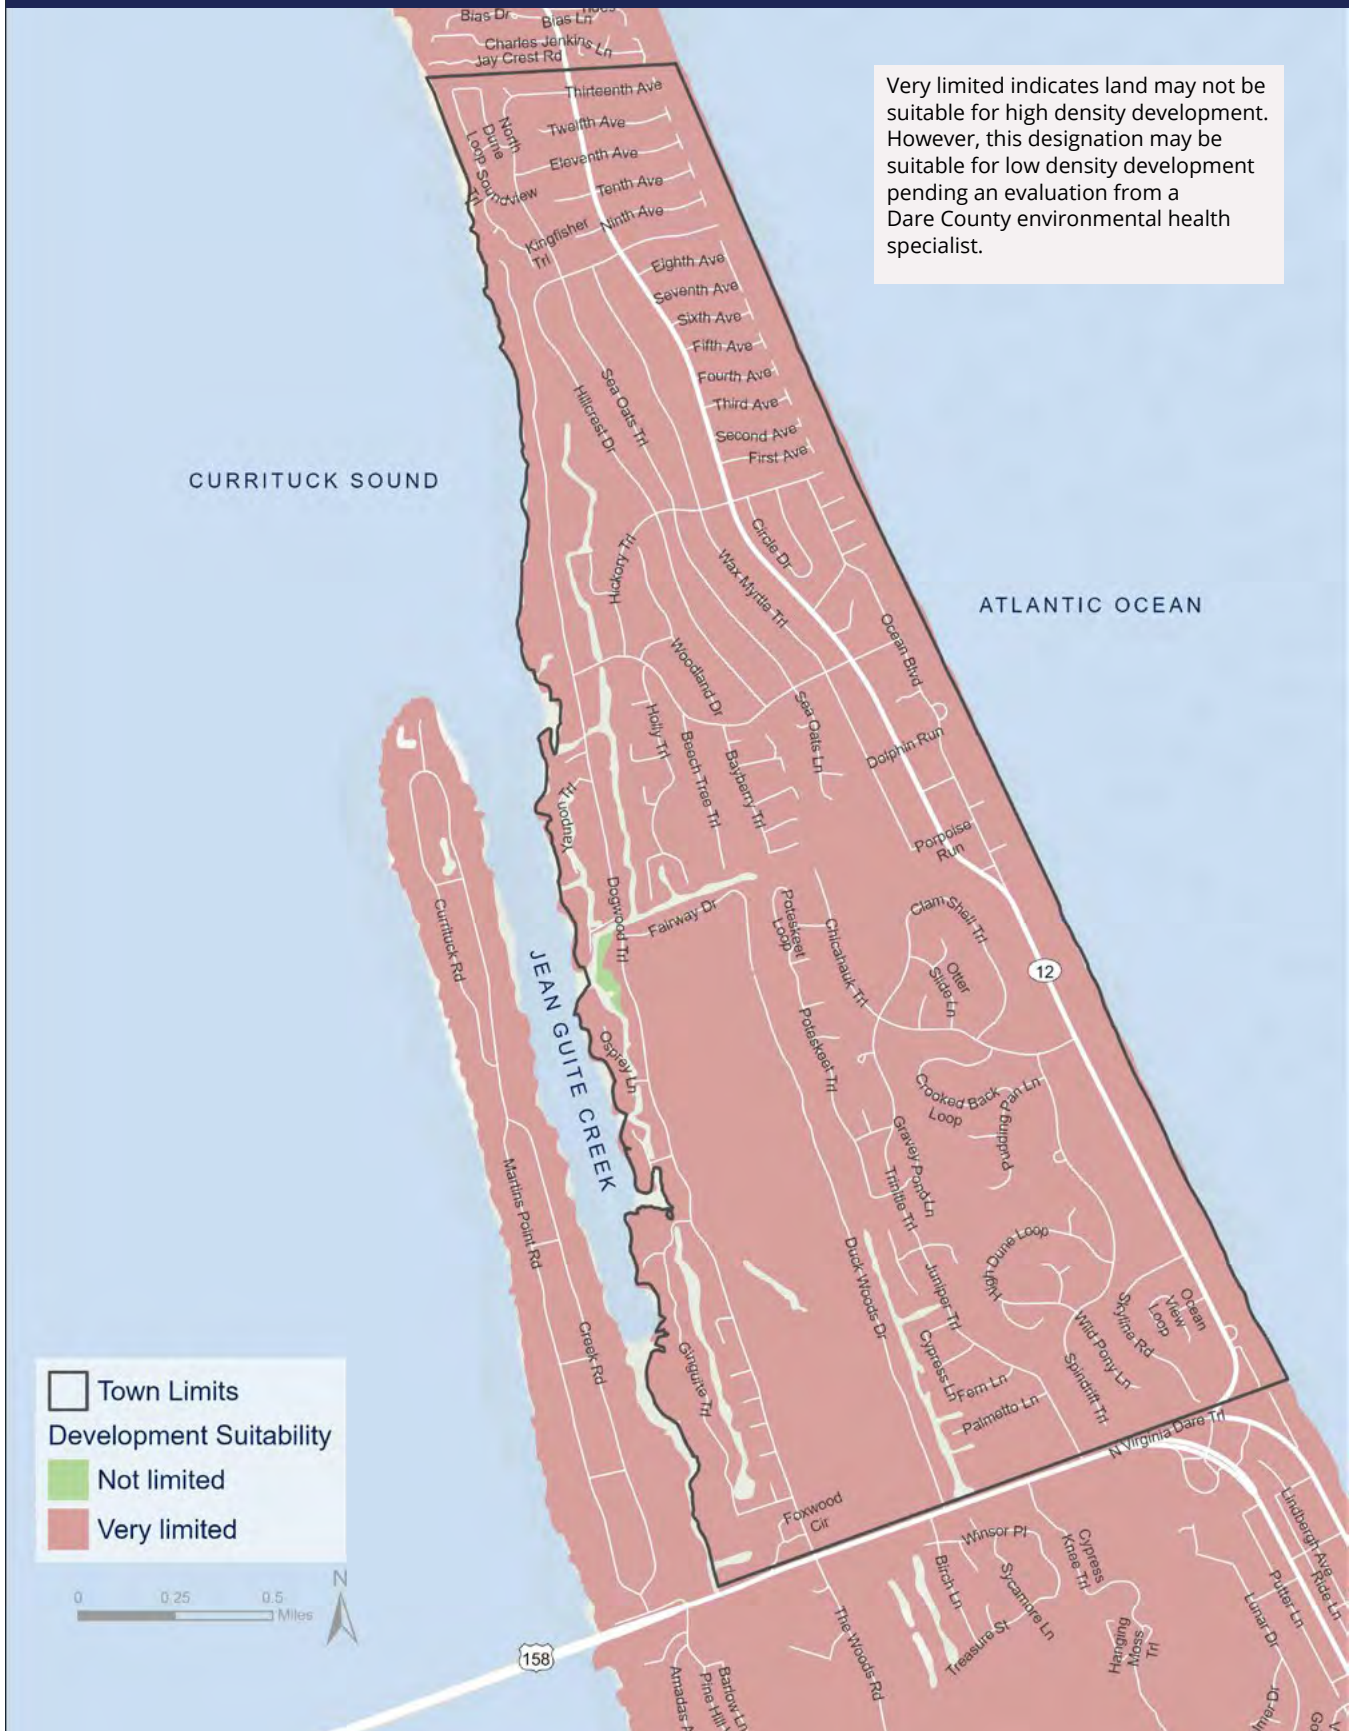 Bias Dr
Bias Ln
Charles Jenkins Ln
Jay Crest Rd
Very limited indicates land may not be
suitable for high density development.
However, this designation may be
suitable for low density development
pending an evaluation from a
Dare County environmental health
specialist.
Thirteenth Ave
Twelfth Ave
North
Dune
Loop
Eleventh Ave
Tenth Ave
Soundview
Trl
Ninth Ave
Kingfisher
Trl
Eighth Ave
Seventh Ave
Sixth Ave
Fifth Ave
Fourth Ave
Third Ave
Second Ave
First Ave
Sea Oats Trl
Hillcrest Dr
CURRITUCK SOUND
Circle Dr
Hickory Trl
Wax Myrtle Trl
ATLANTIC OCEAN
Ocean Blvd
Woodland Dr
Holly Trl
Sea Oats Ln
Beech Tree Trl
Bayberry Trl
Dolphin Run
Yaupon Trl
Porpoise
Run
Dogwood Trl
Fairway Dr
Poteskeet
Loop
Clam Shell Trl
Chicahauk Trl
Currituck Rd
JEAN GUITE CREEK
Otter
Slide Ln
12
Osprey Ln
Poteskeet Trl
Crooked Back
Loop
Pudding Pan Ln
Gravey Pond Ln
Trinitie Trl
Martins Point Rd
High Dune Loop
Duck Woods Dr
Juniper Trl
Ocean
View
Loop
Skyline Rd
Wild Pony Ln
Spindrift Trl
Creek Rd
Ginguite Trl
Cypress Ln
Fern Ln
Palmetto Ln
N Virginia Dare Trl
Town Limits
Development Suitability
Not limited
Very limited
0
0.25
0.5
Miles
N
Foxwood
Cir
Winsor Pl
Birch Ln
Sycamore Ln
Cypress
Knee Trl
Treasure St
Hanging
Moss
Trl
Lindbergh Ave
Ride Ln
Putter Ln
Lunar Dr
The Woods Rd
158
Barlow Ln
Pine Hill
Amadas